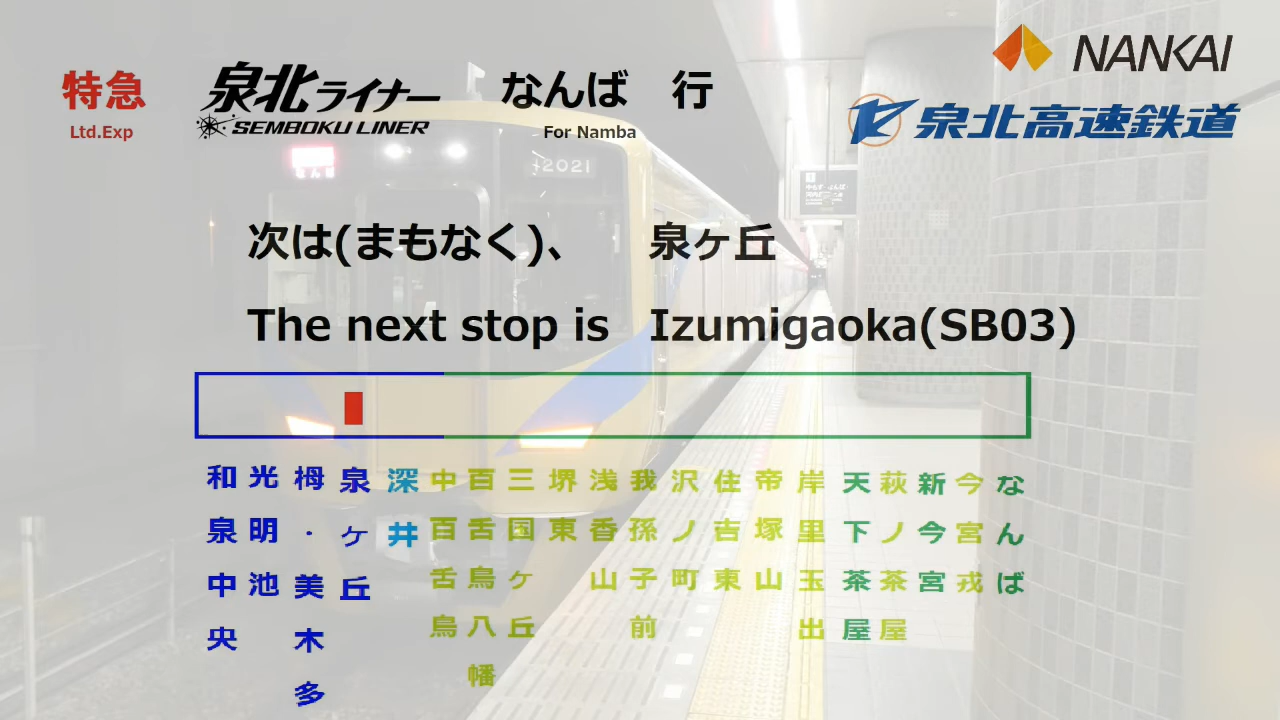 特急 泉北ライナー なんば 行
Ltd.Exp SEMBOKU LINER For Namba
NANKAI
泉北高速鉄道
なんば
2021
次は(まもなく)、 泉ヶ丘
The next stop is Izumigaoka(SB03)
和泉中央
光明池
栂・美木多
泉ヶ丘
深井
中百舌鳥
百舌鳥八幡
三国ヶ丘
堺東
浅香山
我孫子前
沢ノ町
住吉東
帝塚山
岸里玉出
天下茶屋
萩ノ茶屋
新今宮
今宮戎
なんば